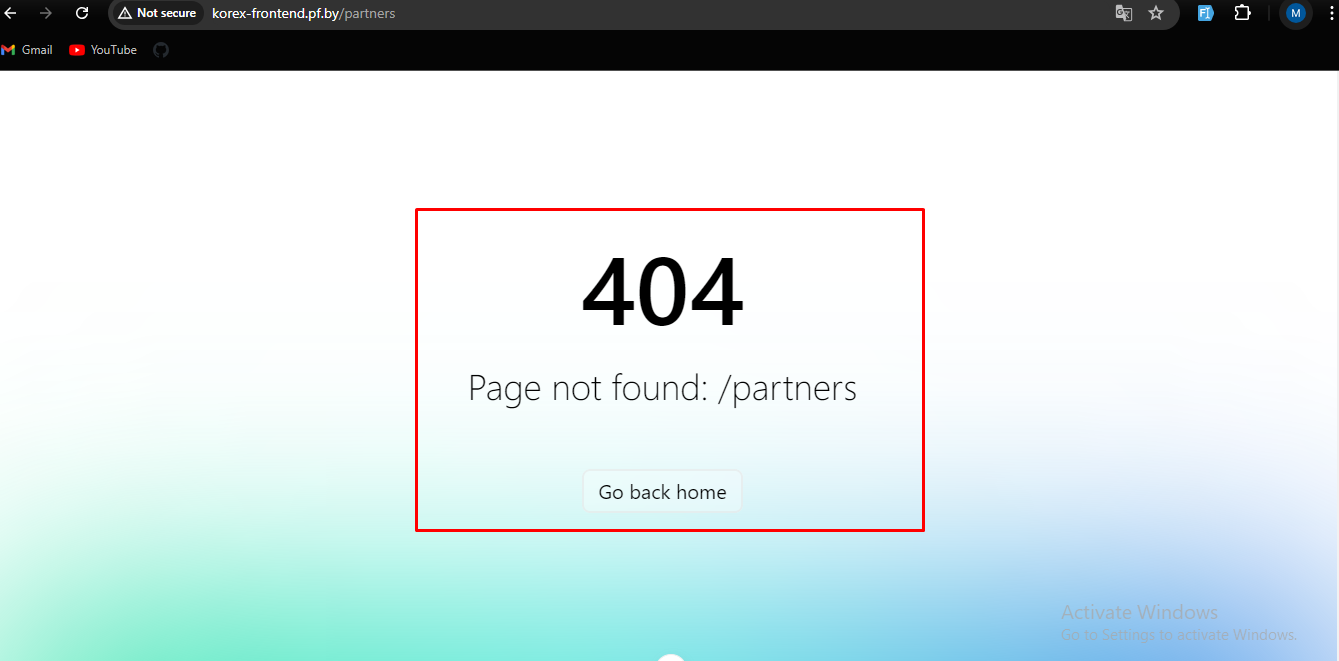 Not secure
korex-frontend.pf.by/partners
M
Gmail
YouTube
404
Page not found: /partners
Go back home
Activate Windows
Go to Settings to activate Windows.